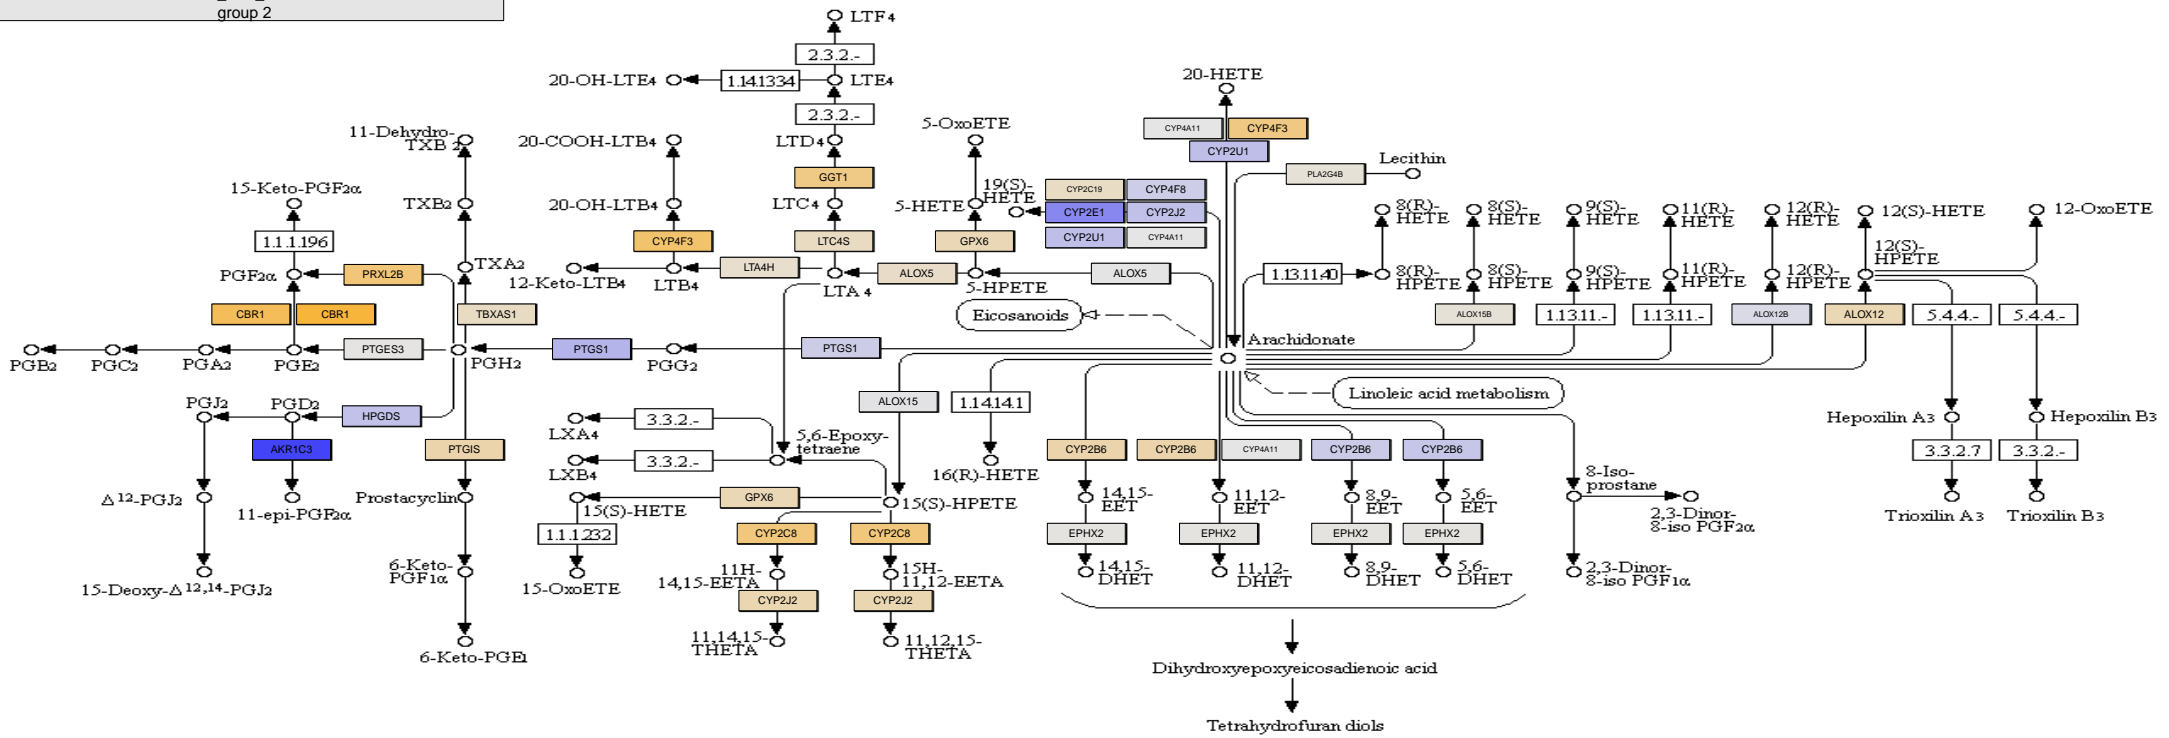 group 2
LTF4
2.3.2.-
20-OH-LTE4
1.14.13.34
LTE4
2.3.2.-
20-HETE
11-Dehydro-
TXB2
20-COOH-LTB4
LTD4
5-OxoETE
CYP4A11
CYP4F3
CYP2U1
Lecithin
PLA2G4B
GGT1
15-Keto-PGF2α
TXB2
20-OH-LTB4
LTC4
5-HETE
19(S)-
HETE
CYP2C19
CYP4F8
CYP2E1
CYP2J2
CYP2U1
CYP4A11
8(R)-
HETE
8(S)-
HETE
9(S)-
HETE
11(R)-
HETE
12(R)-
HETE
12(S)-HETE
12-OxoETE
1.1.1.196
CYP4F3
LTC4S
GPX6
12(S)-
HPETE
PGF2α
PRXL2B
TXA2
12-Keto-LTB4
LTB4
LTA4H
LTA4
ALOX5
5-HPETE
ALOX5
1.13.11.40
8(R)-
HPETE
8(S)-
HPETE
9(S)-
HPETE
11(R)-
HPETE
12(R)-
HPETE
CBR1
CBR1
TBXAS1
Eicosanoids
ALOX15B
1.13.11.-
1.13.11.-
ALOX12B
ALOX12
5.4.4.-
5.4.4.-
PGB2
PGC2
PGA2
PGE2
PTGES3
PGH2
PTGS1
PGG2
PTGS1
Arachidonate
Linoleic acid metabolism
PGJ2
PGD2
HPGDS
ALOX15
1.14.14.1
Hepoxilin A3
Hepoxilin B3
LXA4
3.3.2.-
5,6-Epoxy-
tetraene
AKR1C3
PTGIS
LXB4
3.3.2.-
16(R)-HETE
CYP2B6
CYP2B6
CYP4A11
CYP2B6
CYP2B6
3.3.2.7
3.3.2.-
8-Iso-
prostane
Δ12-PGJ2
11-epi-PGF2α
Prostacyclin
15(S)-HETE
GPX6
15(S)-HPETE
14,15-
EET
11,12-
EET
8,9-
EET
5,6-
EET
2,3-Dinor-
8-iso PGF2α
Trioxilin A3
Trioxilin B3
1.1.1.232
CYP2C8
CYP2C8
EPHX2
EPHX2
EPHX2
EPHX2
15-Deoxy-Δ12,14-PGJ2
6-Keto-
PGF1α
15-OxoETE
11H-
14,15-EETA
15H-
11,12-EETA
14,15-
DHET
11,12-
DHET
8,9-
DHET
5,6-
DHET
2,3-Dinor-
8-iso PGF1α
CYP2J2
CYP2J2
6-Keto-PGE1
11,14,15-
THETA
11,12,15-
THETA
Dihydroxyepoxyeicosadienoic acid
Tetrahydrofuran diols